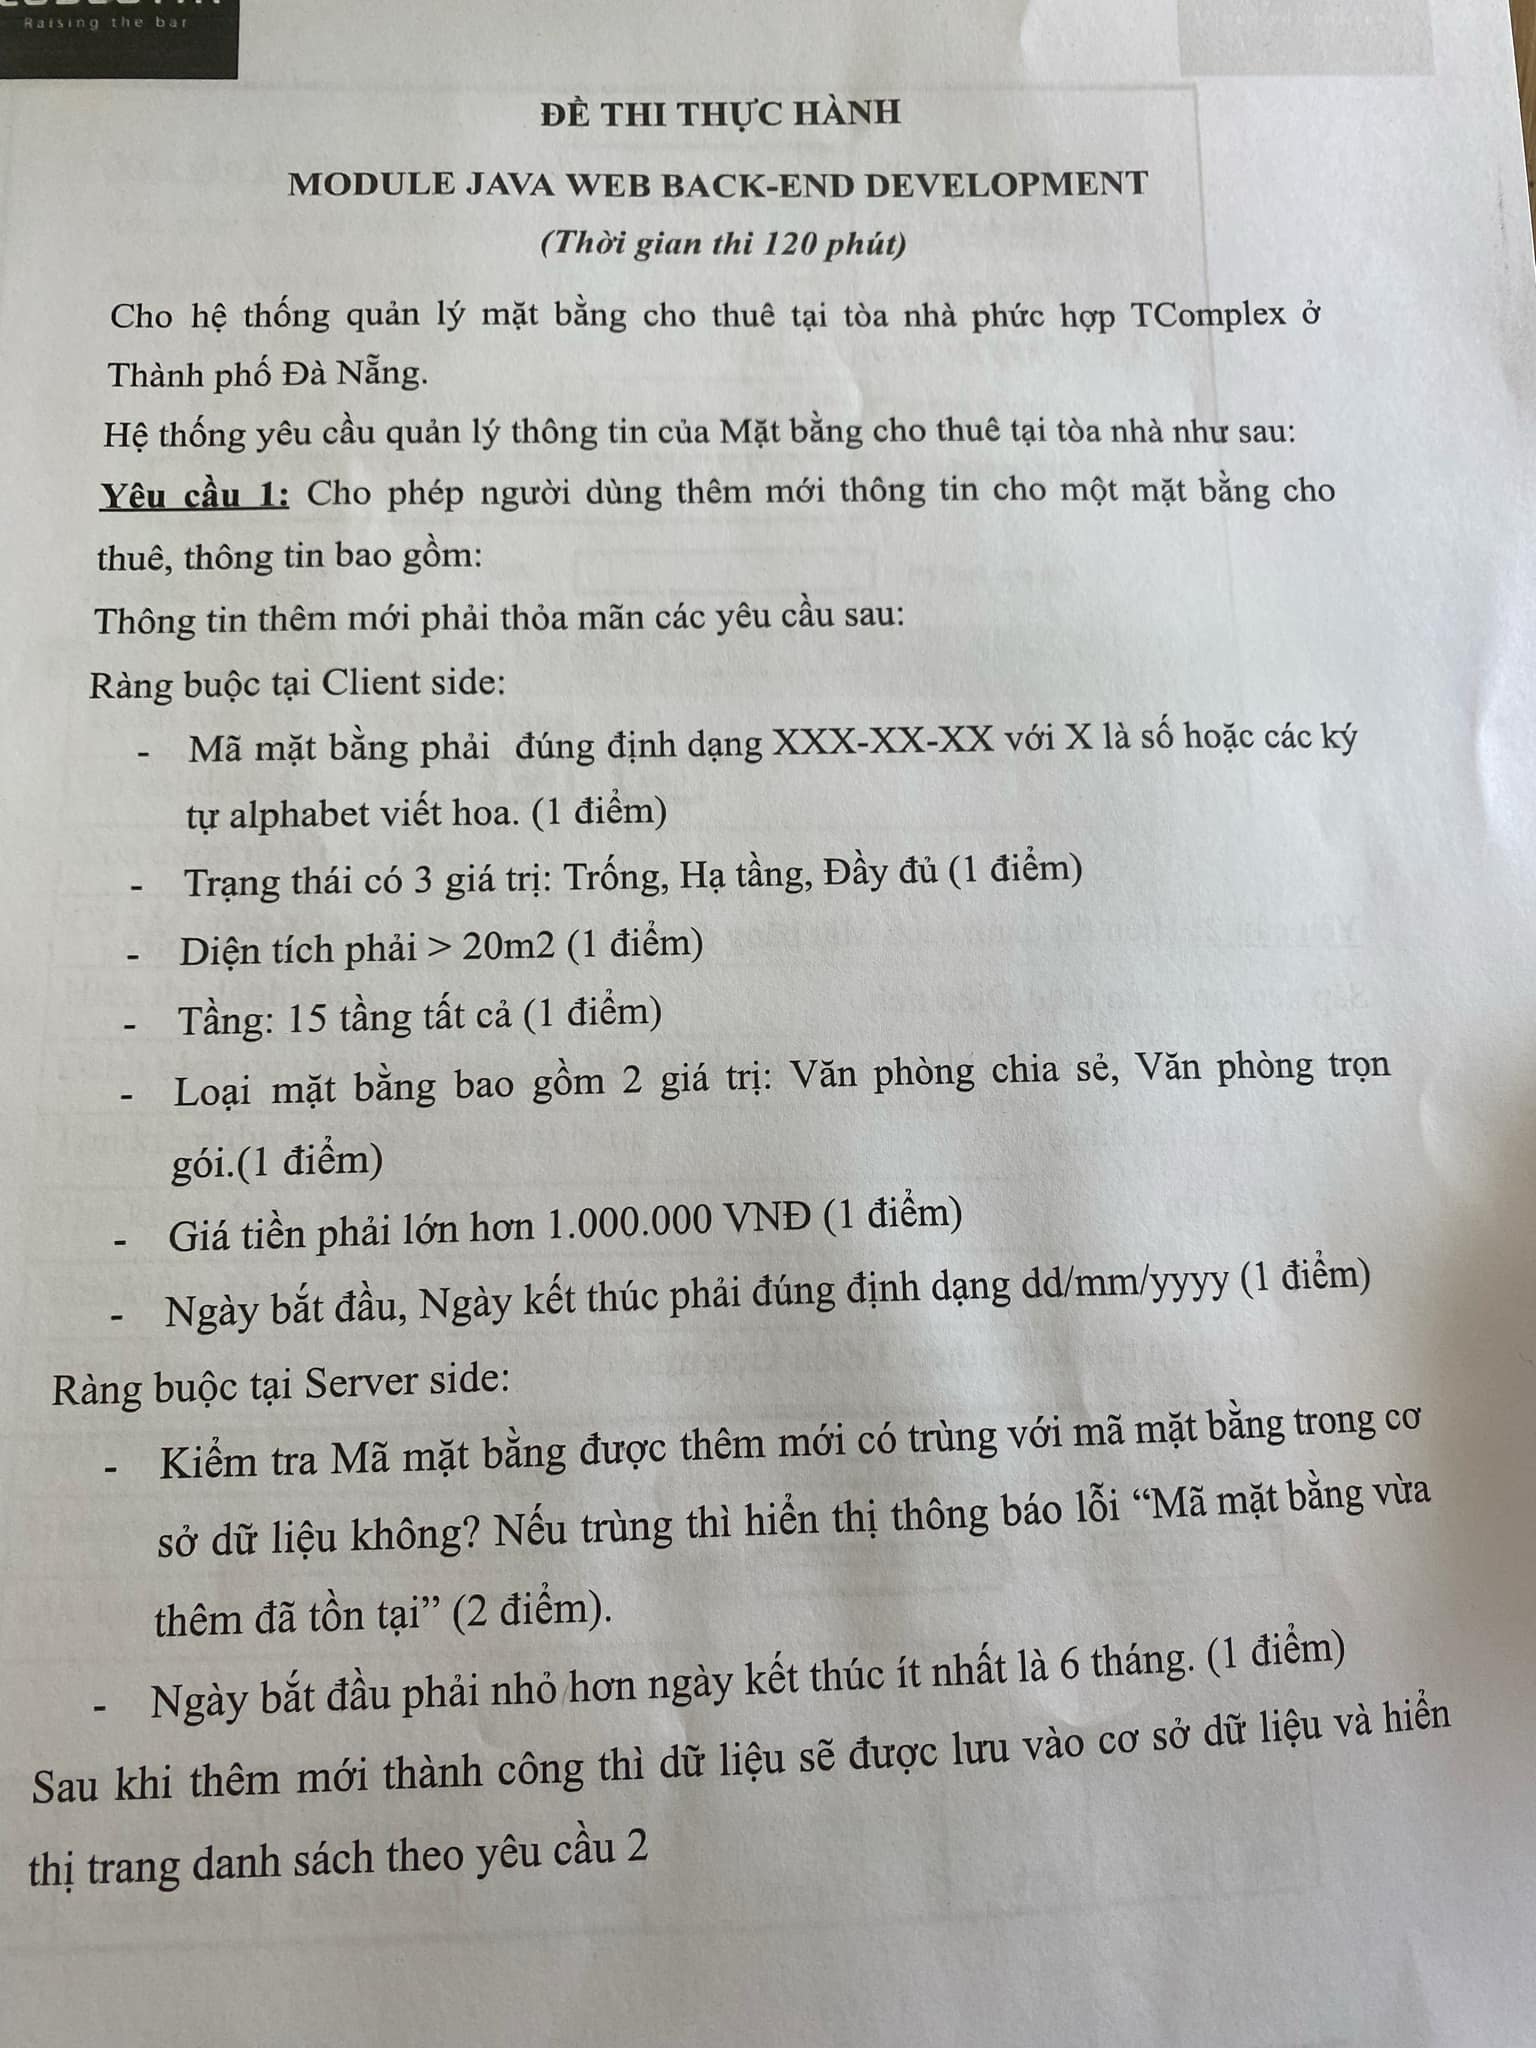 Raising the bar
ĐỀ THI THỰC HÀNH
MODULE JAVA WEB BACK-END DEVELOPMENT
(Thời gian thi 120 phút)
Cho hệ thống quản lý mặt bằng cho thuê tại tòa nhà phức hợp TComplex ở
Thành phố Đà Nẵng.
Hệ thống yêu cầu quản lý thông tin của Mặt bằng cho thuê tại tòa nhà như sau:
Yêu cầu 1: Cho phép người dùng thêm mới thông tin cho một mặt bằng cho
thuê, thông tin bao gồm:
Thông tin thêm mới phải thỏa mãn các yêu cầu sau:
Ràng buộc tại Client side:
- Mã mặt bằng phải đúng định dạng XXX-XX-XX với X là số hoặc các ký
tự alphabet viết hoa. (1 điểm)
- Trạng thái có 3 giá trị: Trống, Hạ tầng, Đầy đủ (1 điểm)
- Diện tích phải > 20m2 (1 điểm)
- Tầng: 15 tầng tất cả (1 điểm)
- Loại mặt bằng bao gồm 2 giá trị: Văn phòng chia sẻ, Văn phòng trọn
gói.(1 điểm)
- Giá tiền phải lớn hơn 1.000.000 VNĐ (1 điểm)
- Ngày bắt đầu, Ngày kết thúc phải đúng định dạng dd/mm/yyyy (1 điểm)
Ràng buộc tại Server side:
- Kiểm tra Mã mặt bằng được thêm mới có trùng với mã mặt bằng trong cơ
sở dữ liệu không? Nếu trùng thì hiển thị thông báo lỗi “Mã mặt bằng vừa
thêm đã tồn tại” (2 điểm).
- Ngày bắt đầu phải nhỏ hơn ngày kết thúc ít nhất là 6 tháng. (1 điểm)
Sau khi thêm mới thành công thì dữ liệu sẽ được lưu vào cơ sở dữ liệu và hiển
thị trang danh sách theo yêu cầu 2